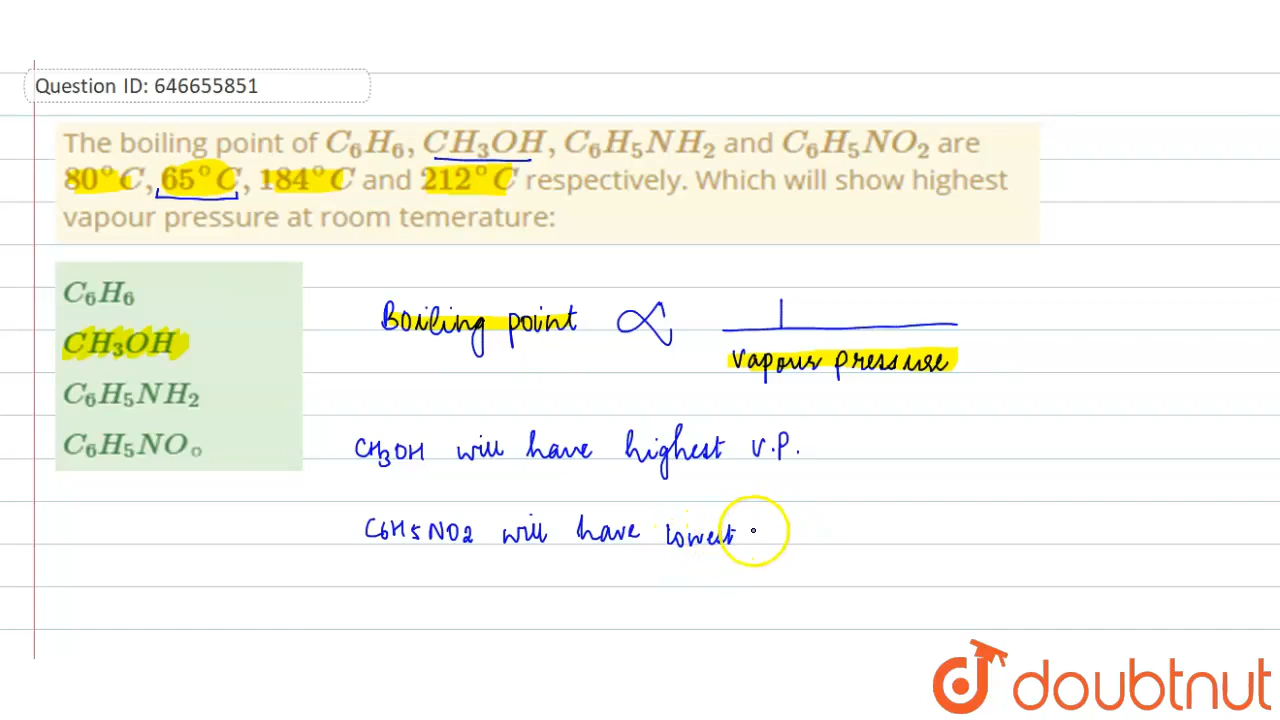 Question ID: 646655851
The boiling point of C₆H₆, CH₃OH, C₆H₅NH₂ and C₆H₅NO₂ are
80°C, 65°C, 184°C and 212°C respectively. Which will show highest
vapour pressure at room temerature:
C₆H₆
CH₃OH
C₆H₅NH₂
C₆H₅NO₀
Boiling point ∝ 1
vapour pressure
CH3OH will have highest V.P.
C6H5NO2 will have lowest
doubtnut